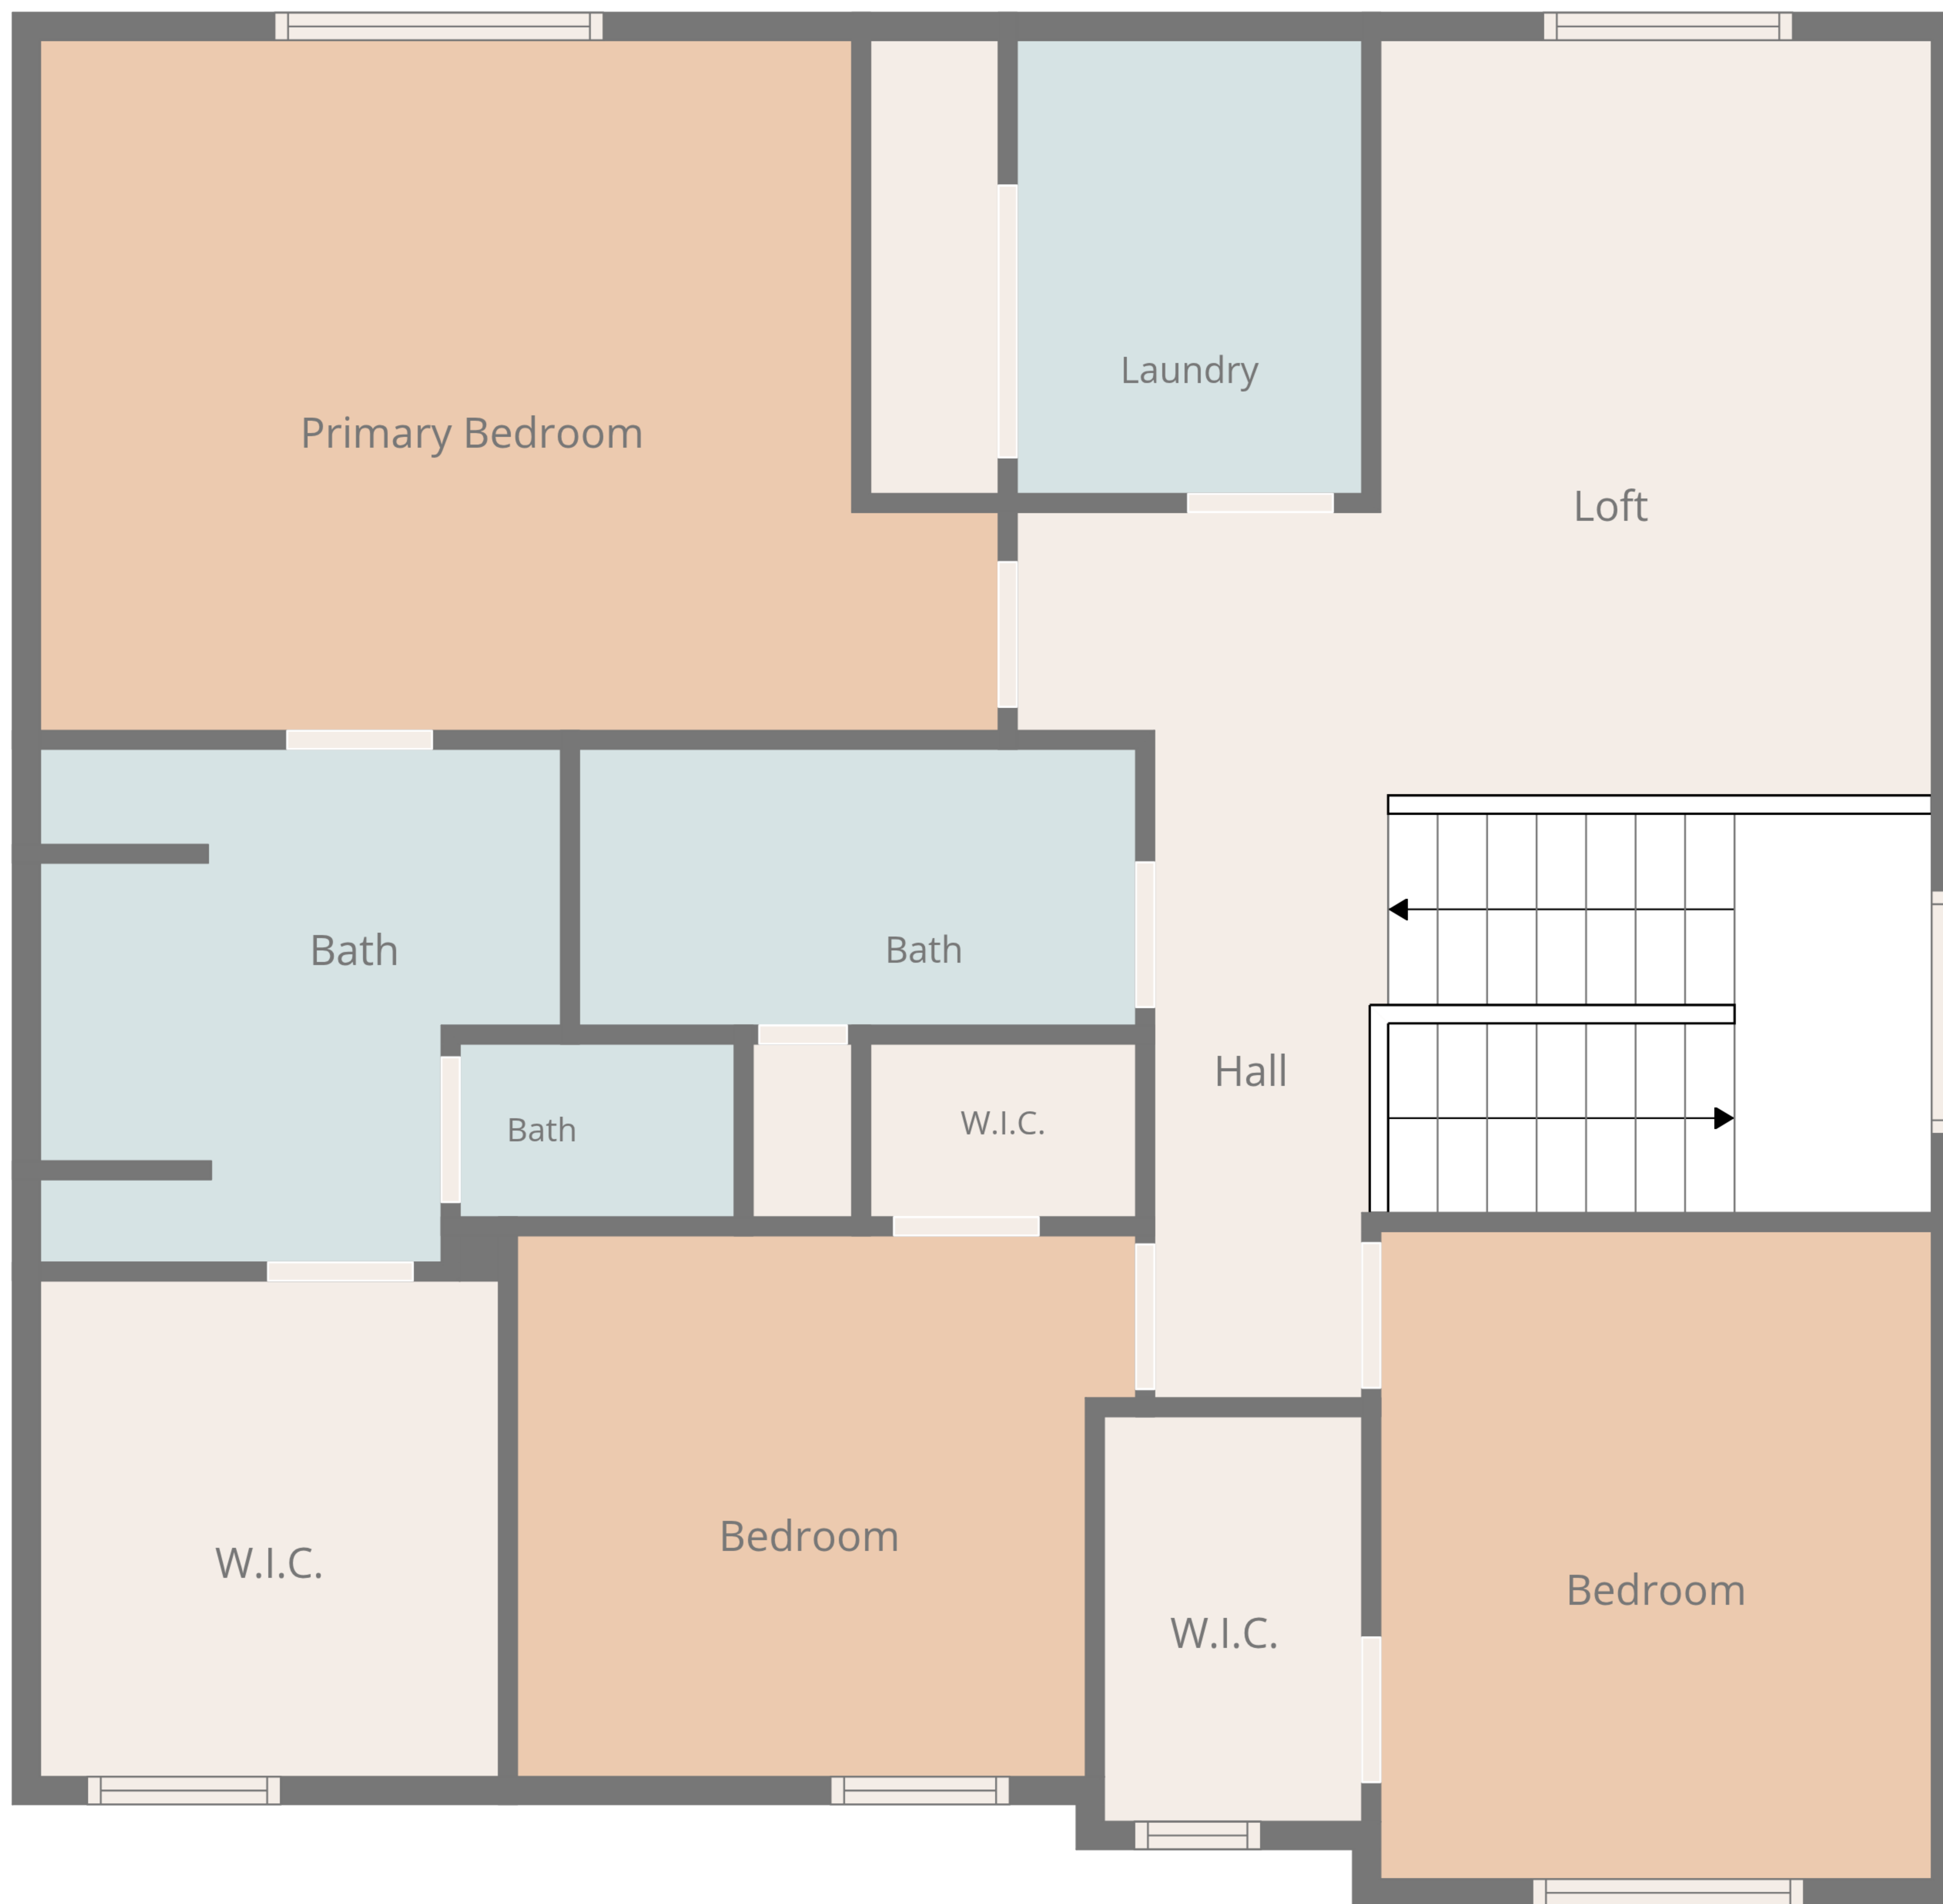 Laundry
Primary Bedroom
Loft
Bath
Bath
Hall
W.I.C.
Bath
Bedroom
W.I.C.
Bedroom
W.I.C.